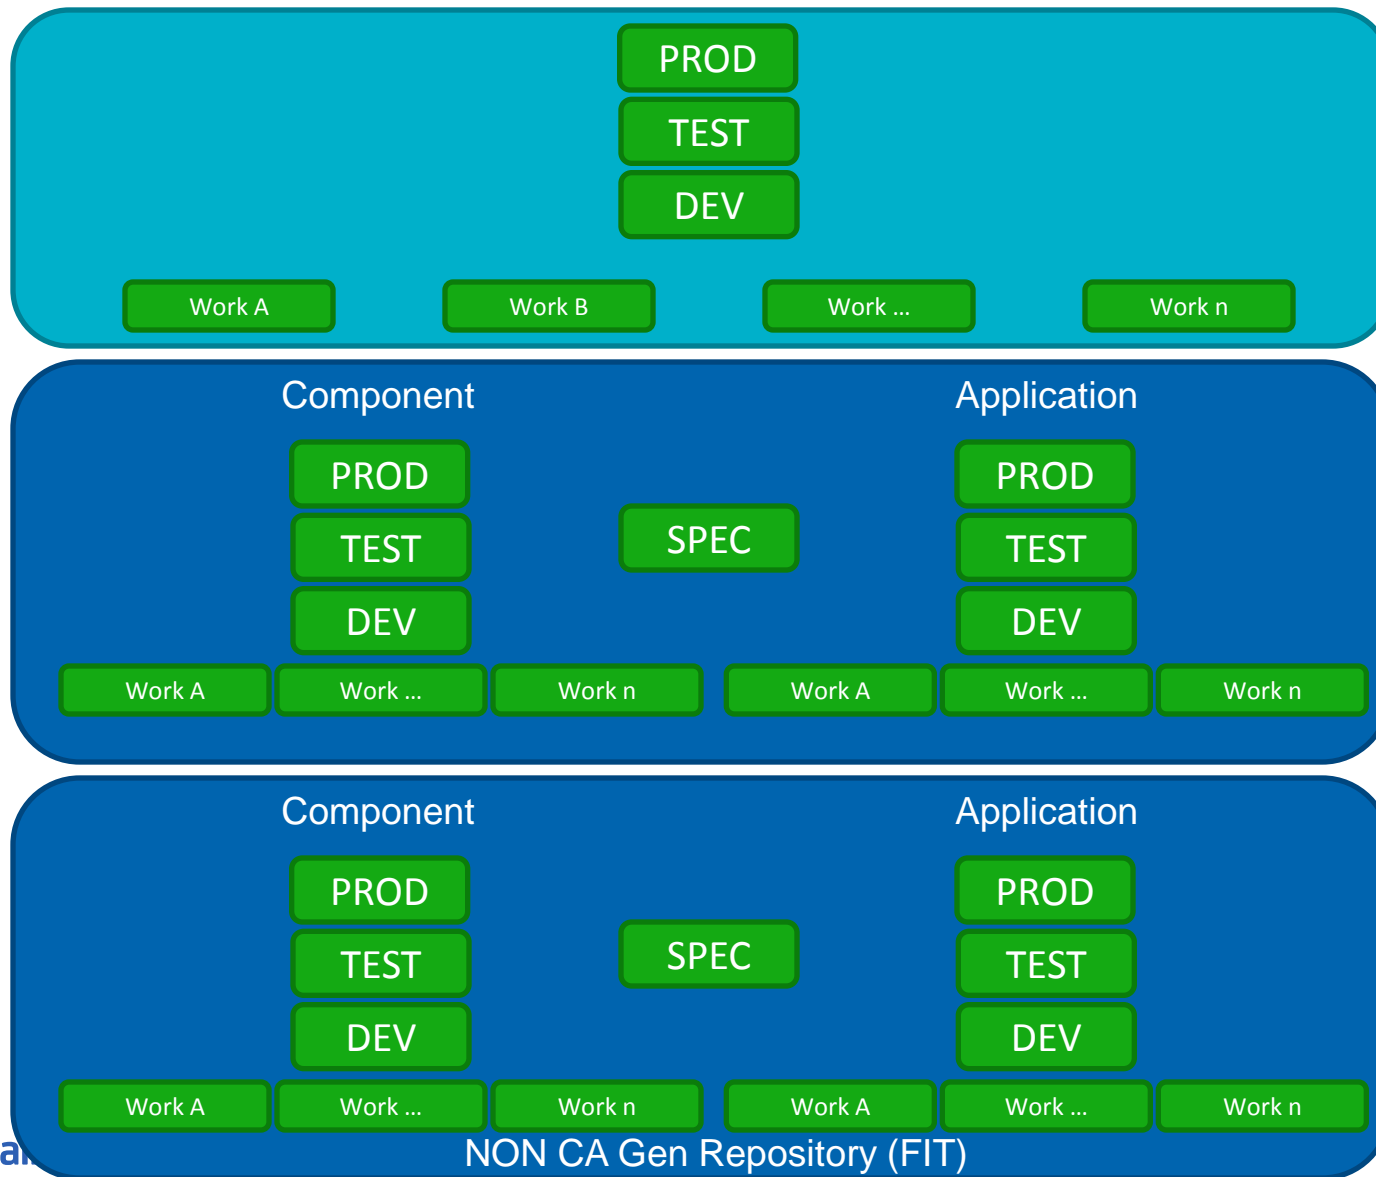 PROD
TEST
DEV
Work A Work B Work ... Work n
Component Application
PROD PROD
SPEC
TEST TEST
DEV DEV
Work A Work ... Work n Work A Work ... Work n
Component Application
PROD PROD
SPEC
TEST TEST
DEV DEV
Work A Work ... Work n Work A Work ... Work n
NON CA Gen Repository (FIT)